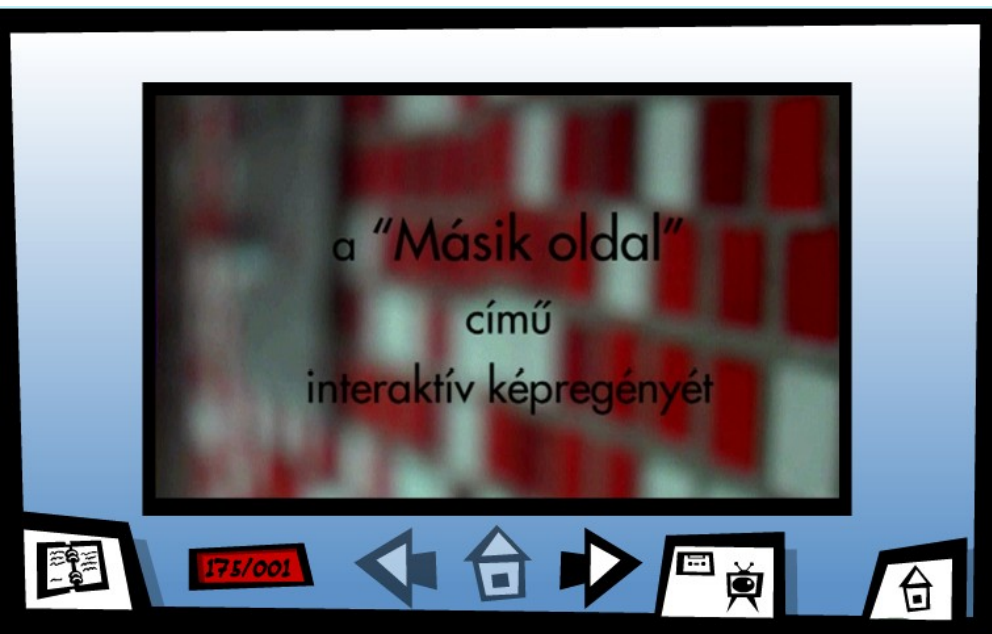 a “Másik oldal”
című
interaktív képregényét
175/001